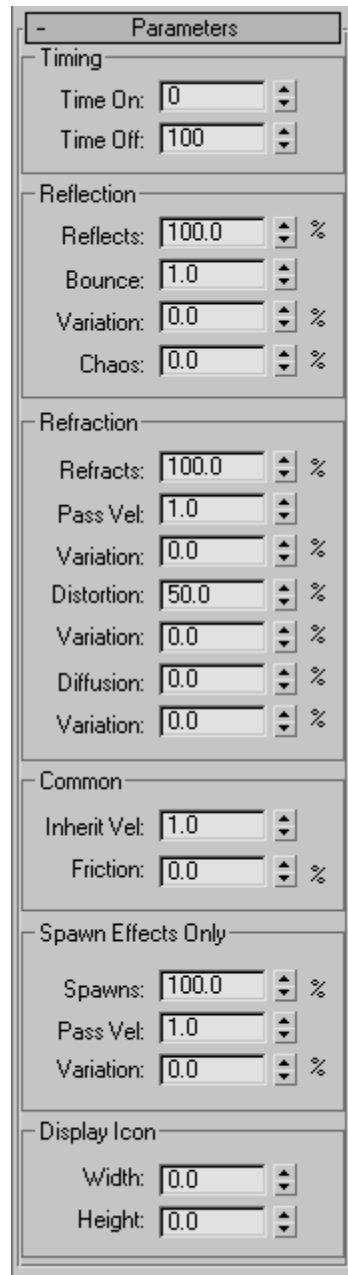 - Parameters
Timing
Time On: 0
Time Off: 100
Reflection
Reflects: 100.0 %
Bounce: 1.0
Variation: 0.0 %
Chaos: 0.0 %
Refraction
Refracts: 100.0 %
Pass Vel: 1.0
Variation: 0.0 %
Distortion: 50.0 %
Variation: 0.0 %
Diffusion: 0.0 %
Variation: 0.0 %
Common
Inherit Vel: 1.0
Friction: 0.0 %
Spawn Effects Only
Spawns: 100.0 %
Pass Vel: 1.0
Variation: 0.0 %
Display Icon
Width: 0.0
Height: 0.0